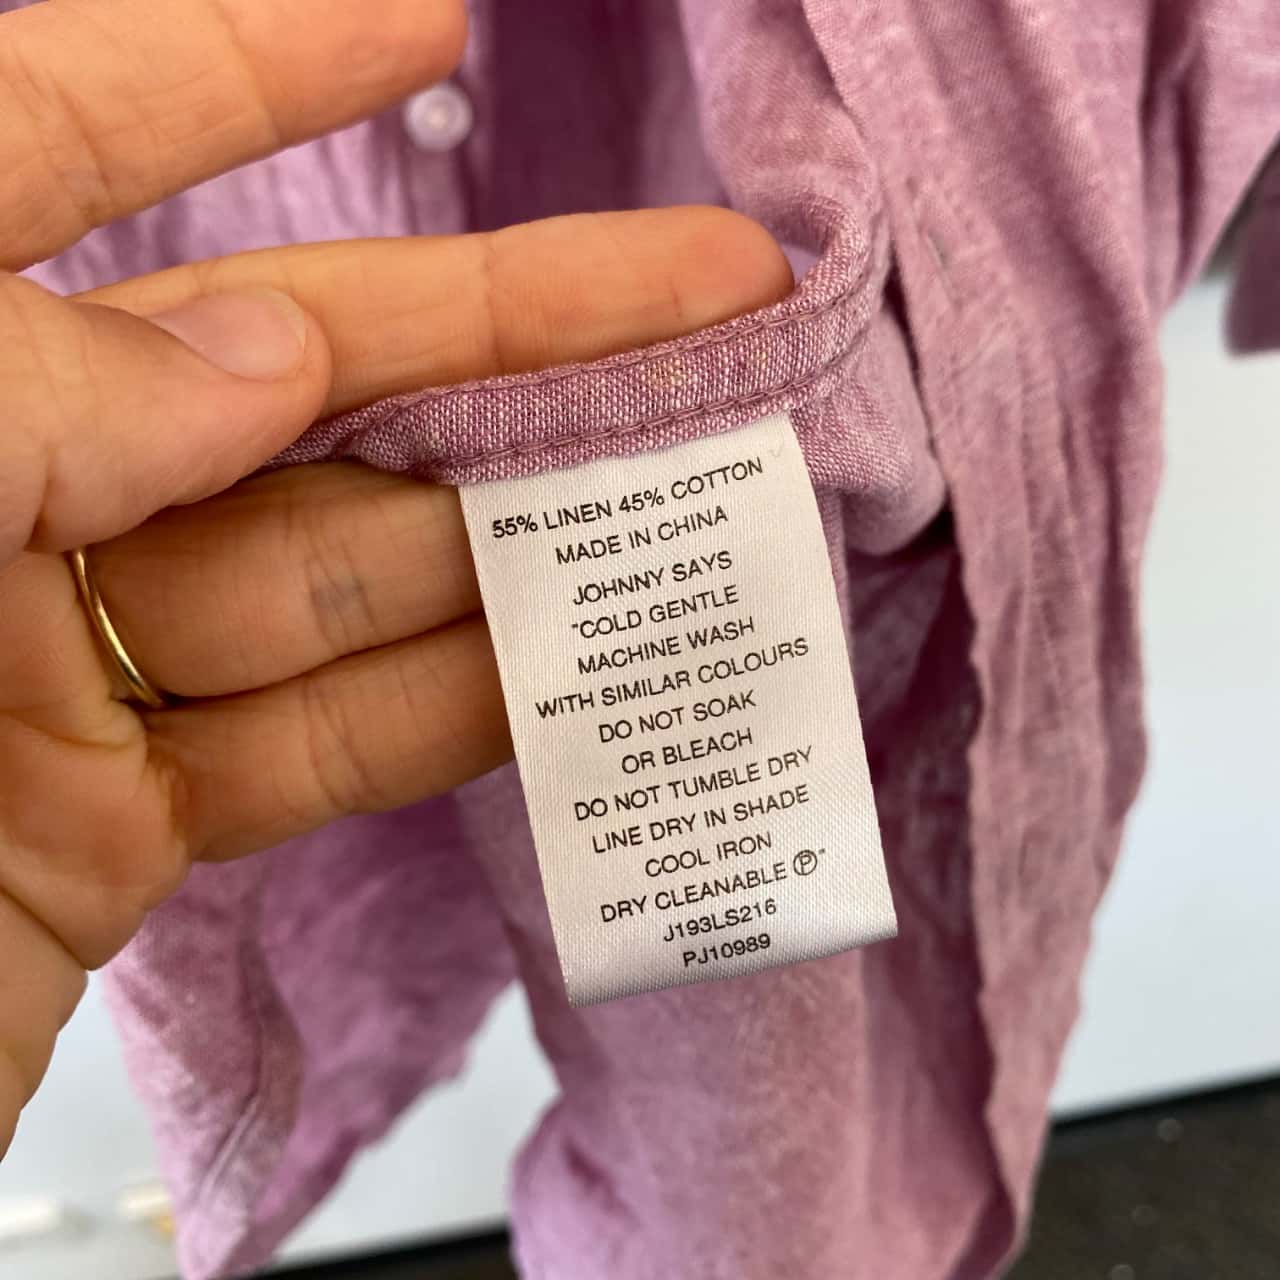 55% LINEN 45% COTTON
MADE IN CHINA
JOHNNY SAYS
"COLD GENTLE
MACHINE WASH
WITH SIMILAR COLOURS
DO NOT SOAK
OR BLEACH
DO NOT TUMBLE DRY
LINE DRY IN SHADE
COOL IRON
DRY CLEANABLE Ⓟ"
J193LS216
PJ10989